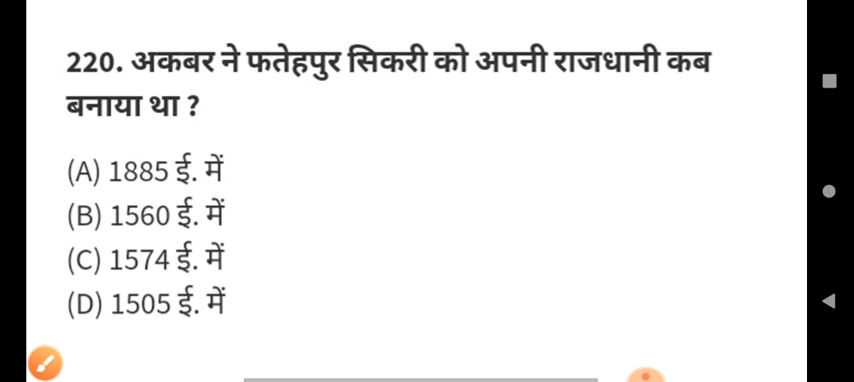 220. अकबर ने फतेहपुर सिकरी को अपनी राजधानी कब
बनाया था ?
(A) 1885 ई. में
(B) 1560 ई. में
(C) 1574 ई. में
(D) 1505 ई. में